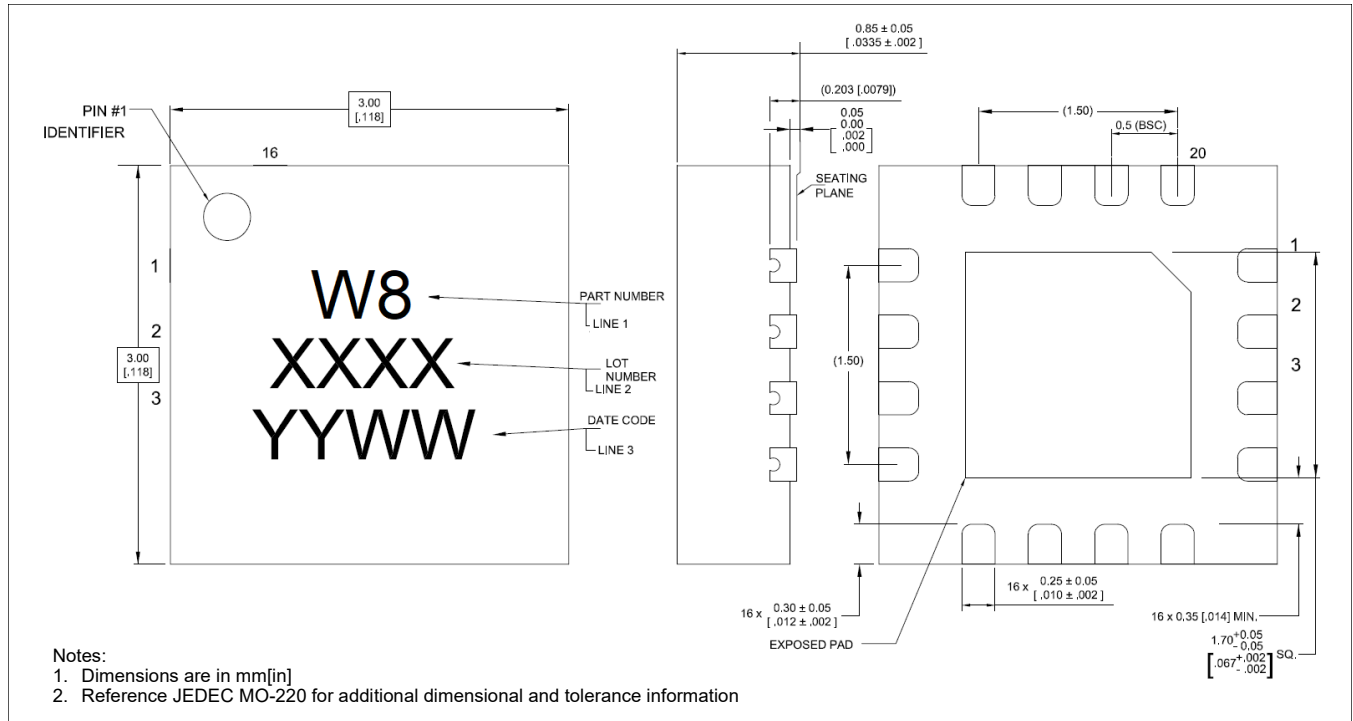 PIN #1
IDENTIFIER
3.00
[.118]
16
1
2
3
3.00
[.118]
W8
XXXX
YYWW
PART NUMBER
LINE 1
LOT
NUMBER
LINE 2
DATE CODE
LINE 3
0.85 ± 0.05
[ .0335 ± .002 ]
(0.203 [.0079])
0.05
0.00
[ .002
.000 ]
SEATING
PLANE
(1.50)
0,5 (BSC)
20
1
2
3
(1.50)
16 x 0.30 ± 0.05
[ .012 ± .002 ]
16 x 0.25 ± 0.05
[ .010 ± .002 ]
EXPOSED PAD
16 x 0.35 [.014] MIN.
1.70 +0.05
- 0.05
[ .067 +.002
- .002 ] SQ.
Notes:
1. Dimensions are in mm[in]
2. Reference JEDEC MO-220 for additional dimensional and tolerance information